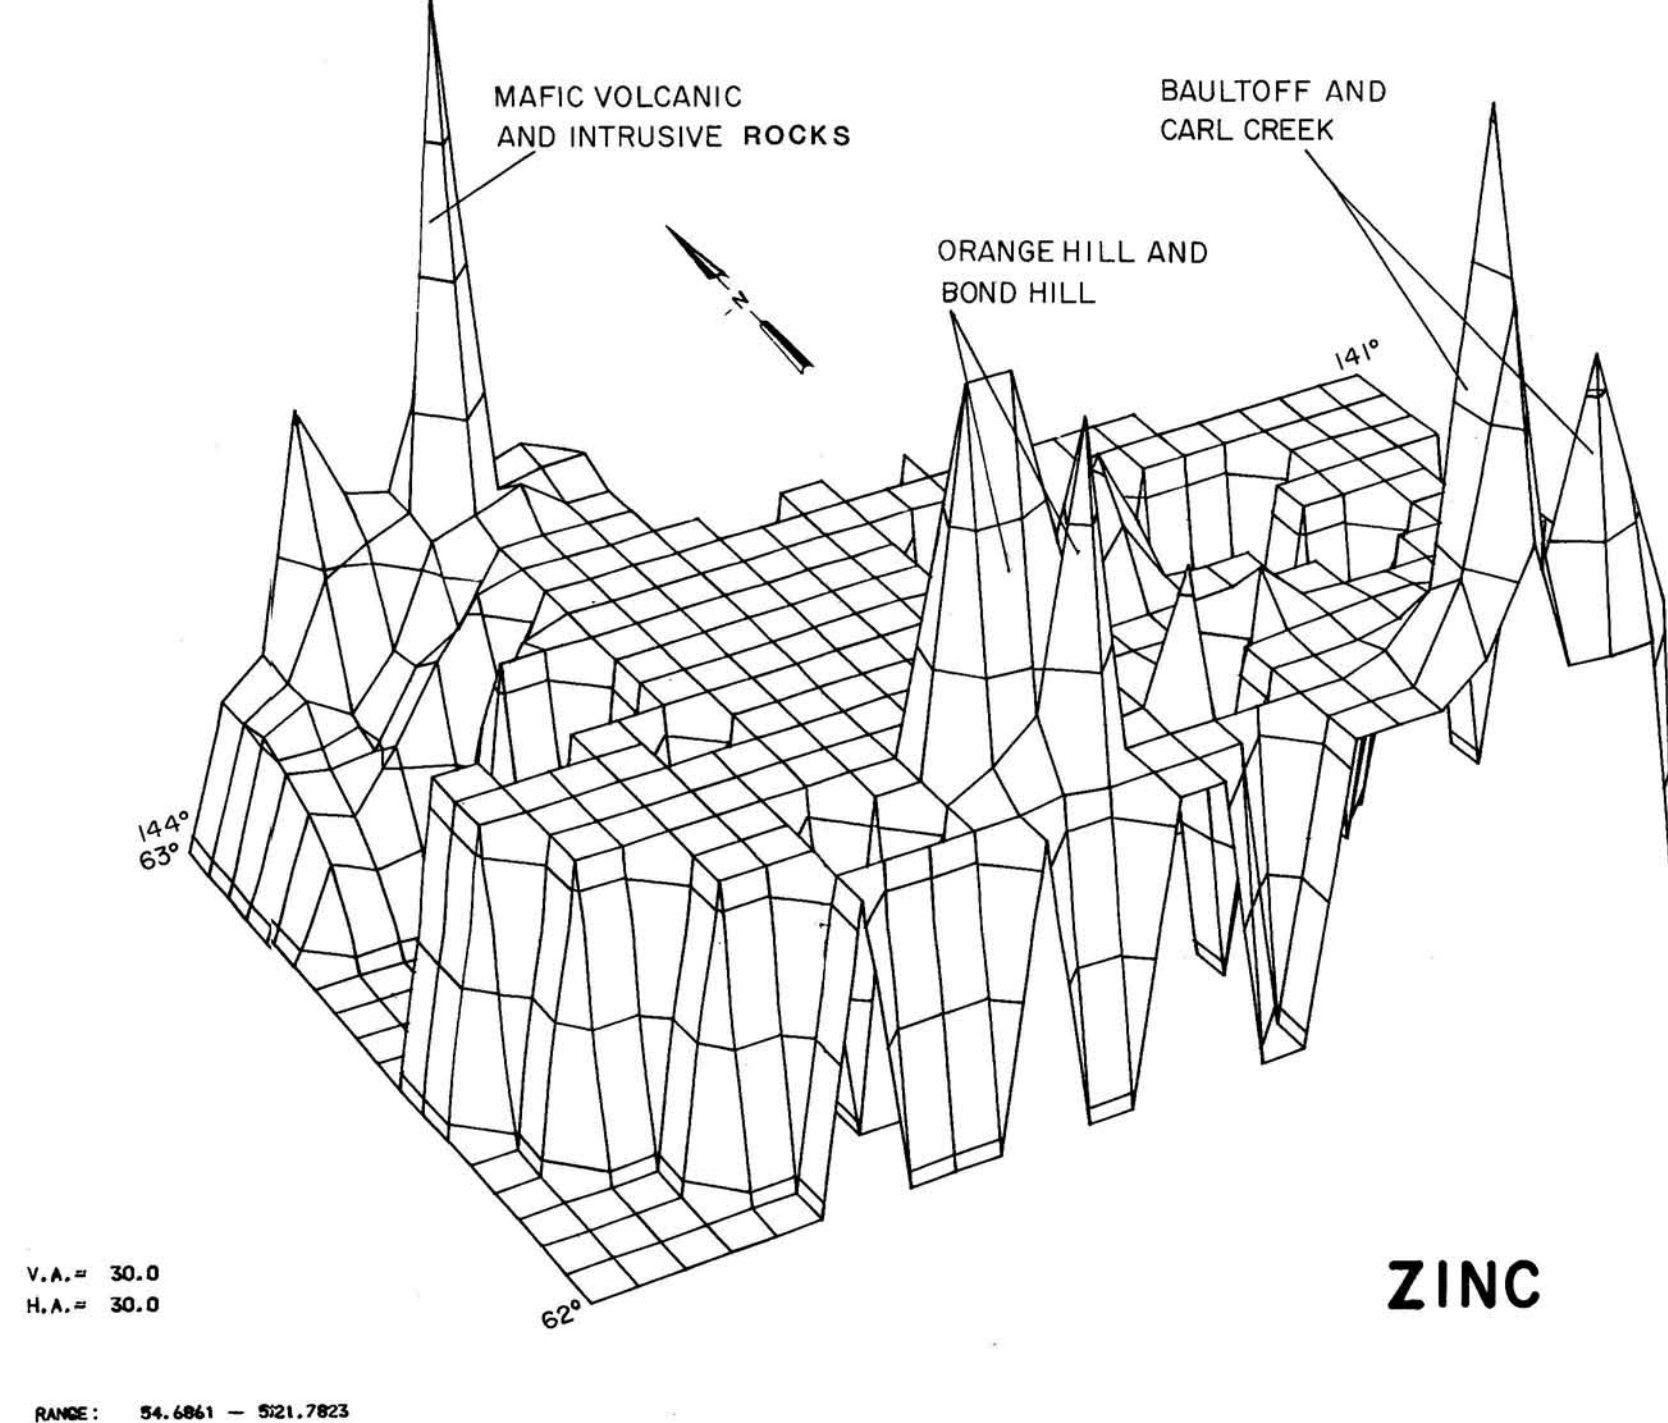 MAFIC VOLCANIC
AND INTRUSIVE ROCKS
BAULTOFF AND
CARL CREEK
ORANGE HILL AND
BOND HILL
N
141°
144°
63°
62°
V.A.= 30.0
H.A.= 30.0
ZINC
RANGE: 54.6861 — 521.7823